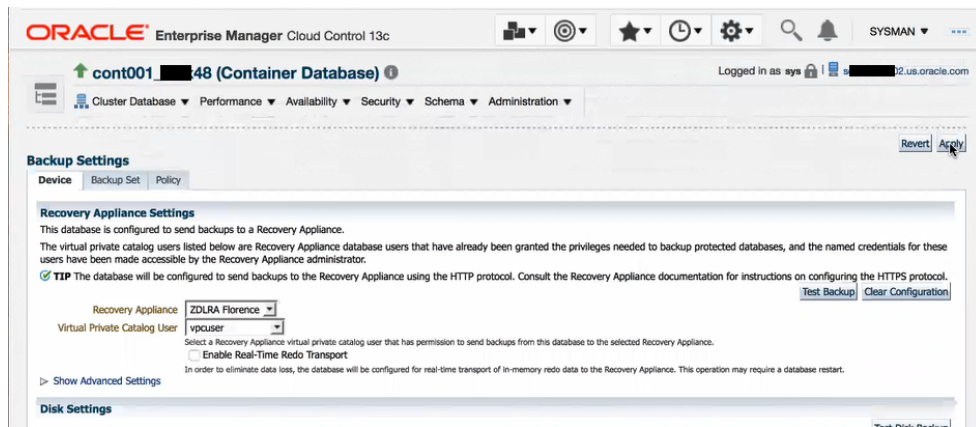 ORACLE® Enterprise Manager Cloud Control 13c
SYSMAN
cont001_ :48 (Container Database)
Logged in as sys | s 02.us.oracle.com
Cluster Database Performance Availability Security Schema Administration
Revert Apply
Backup Settings
Device Backup Set Policy
Recovery Appliance Settings
This database is configured to send backups to a Recovery Appliance.
The virtual private catalog users listed below are Recovery Appliance database users that have already been granted the privileges needed to backup protected databases, and the named credentials for these
users have been made accessible by the Recovery Appliance administrator.
TIP The database will be configured to send backups to the Recovery Appliance using the HTTP protocol. Consult the Recovery Appliance documentation for instructions on configuring the HTTPS protocol.
Test Backup Clear Configuration
Recovery Appliance ZDLRA Florence
Virtual Private Catalog User vpcuser
Select a Recovery Appliance virtual private catalog user that has permission to send backups from this database to the selected Recovery Appliance.
Enable Real-Time Redo Transport
In order to eliminate data loss, the database will be configured for real-time transport of in-memory redo data to the Recovery Appliance. This operation may require a database restart.
Show Advanced Settings
Disk Settings
Test Disk Backup